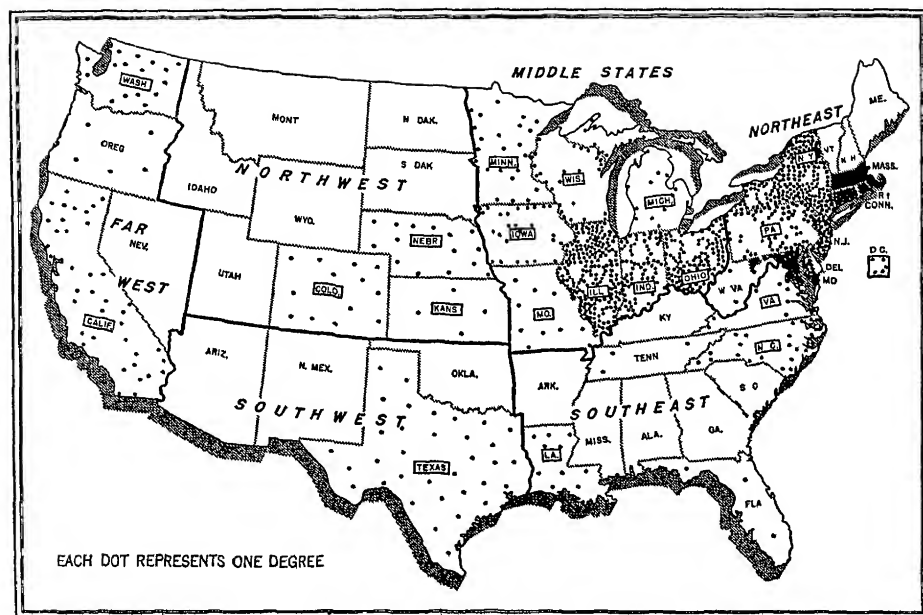 MIDDLE STATES
NORTHEAST
NORTHWEST
FAR
WEST
SOUTHWEST
SOUTHEAST
WASH
OREG
CALIF
NEV.
IDAHO
MONT
WYO.
UTAH
COLO.
ARIZ.
N. MEX.
N DAK.
S DAK
NEBR
KANS
OKLA.
TEXAS
MINN.
IOWA
MO.
ARK.
LA.
WIS.
ILL.
MICH.
IND.
OHIO
KY
TENN
MISS.
ALA.
GA.
FLA
S C
N. C.
VA.
W VA
PA.
N Y
VT
N H
ME.
MASS.
R I
CONN.
N.J.
DEL
MD
D C.
EACH DOT REPRESENTS ONE DEGREE